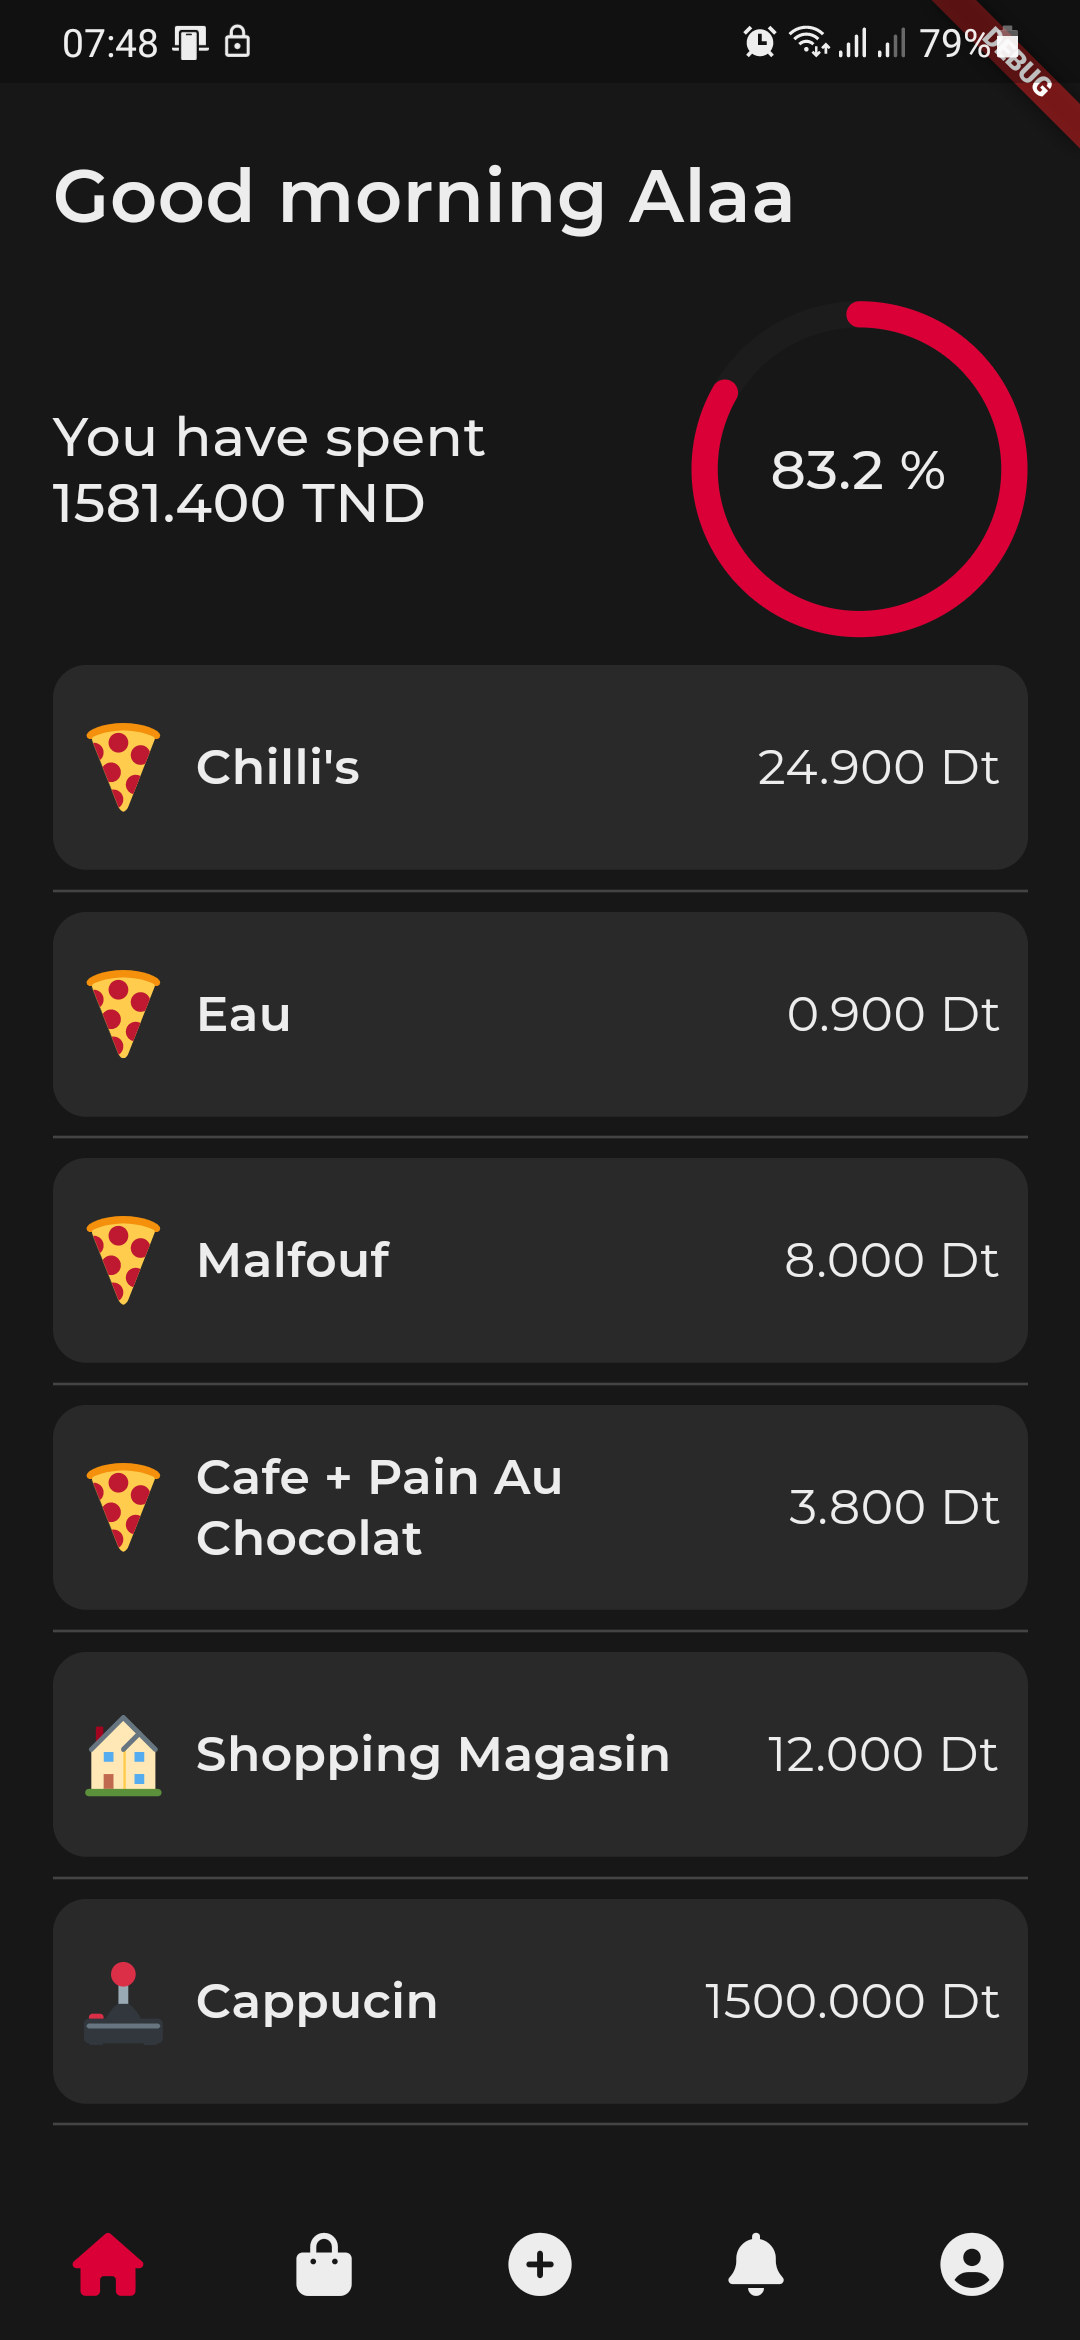 07:48
79%
DEBUG
Good morning Alaa
You have spent
1581.400 TND
83.2 %
Chilli's
24.900 Dt
Eau
0.900 Dt
Malfouf
8.000 Dt
Cafe + Pain Au
Chocolat
3.800 Dt
Shopping Magasin
12.000 Dt
Cappucin
1500.000 Dt